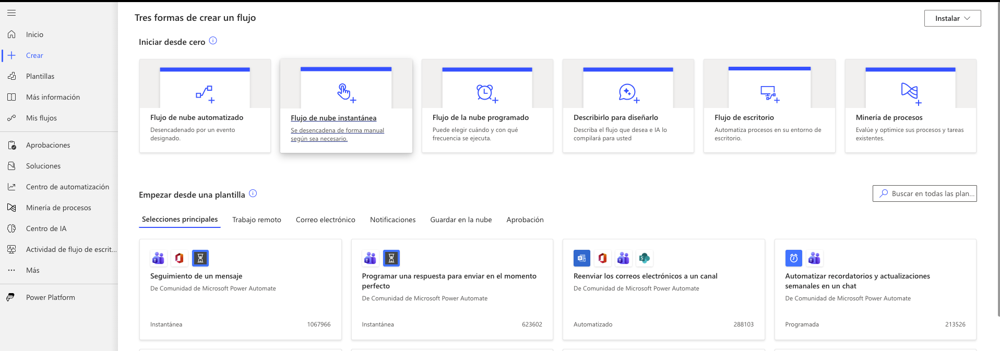 Tres formas de crear un flujo
Instalar
Inicio
Crear
Plantillas
Más información
Mis flujos
Aprobaciones
Soluciones
Centro de automatización
Minería de procesos
Centro de IA
Actividad de flujo de escrit...
Más
Power Platform
Iniciar desde cero
Flujo de nube automatizado
Desencadenado por un evento
designado.
Flujo de nube instantánea
Se desencadena de forma manual
según sea necesario.
Flujo de la nube programado
Puede elegir cuándo y con qué
frecuencia se ejecuta.
Describirlo para diseñarlo
Describa el flujo que desea e IA lo
compilará para usted
Flujo de escritorio
Automatiza procesos en su entorno de
escritorio.
Minería de procesos
Evalúe y optimice sus procesos y tareas
existentes.
Empezar desde una plantilla
Buscar en todas las plan...
Selecciones principales
Trabajo remoto
Correo electrónico
Notificaciones
Guardar en la nube
Aprobación
Seguimiento de un mensaje
De Comunidad de Microsoft Power Automate
Instantánea
1067966
Programar una respuesta para enviar en el momento
perfecto
De Comunidad de Microsoft Power Automate
Instantánea
623602
Reenviar los correos electrónicos a un canal
De Comunidad de Microsoft Power Automate
Automatizado
288103
Automatizar recordatorios y actualizaciones
semanales en un chat
De Comunidad de Microsoft Power Automate
Programada
213526